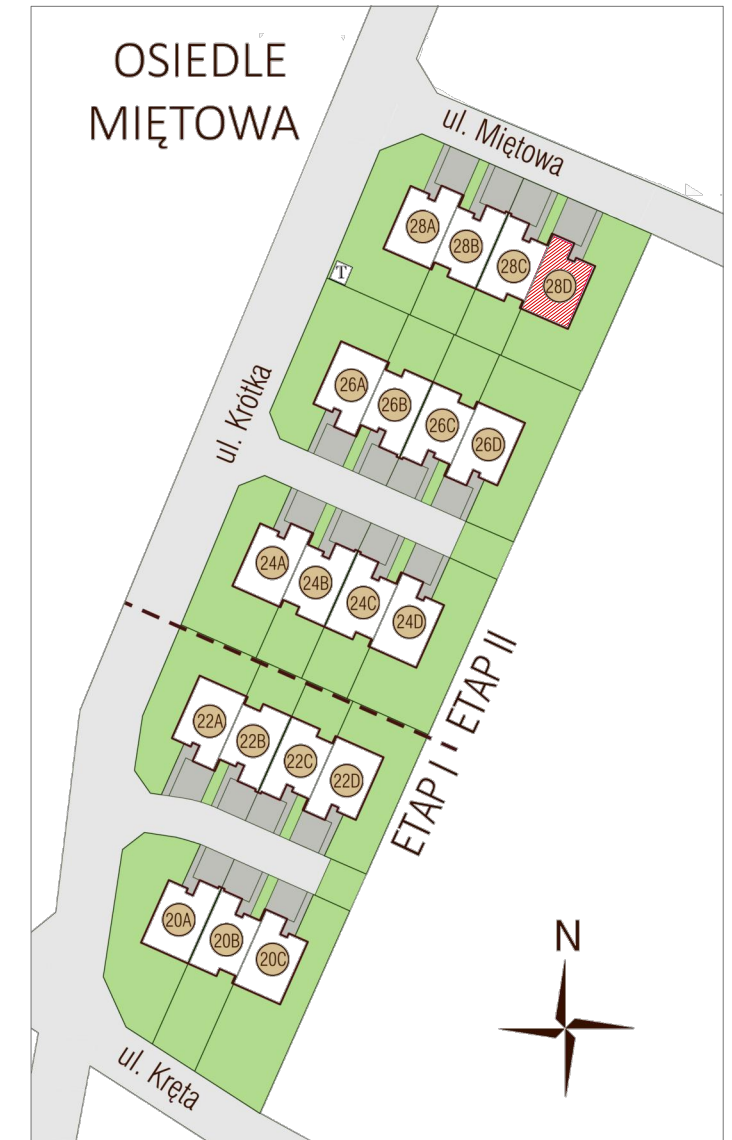 OSIEDLE
MIĘTOWA
ul. Miętowa
28A
28B
28C
28D
T
ul. Krótka
26A
26B
26C
26D
24A
24B
24C
24D
ETAP I ETAP II
22A
22B
22C
22D
20A
20B
20C
N
ul. Kręta